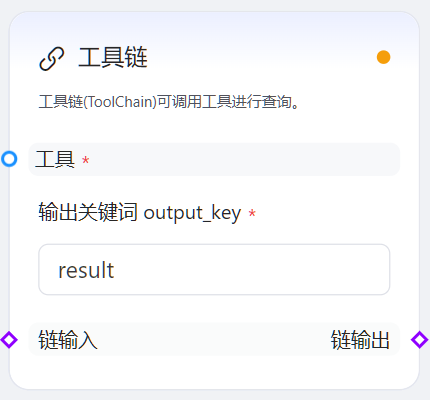 工具链
工具链(ToolChain)可调用工具进行查询。
工具 *
输出关键词 output_key *
result
链输入 链输出